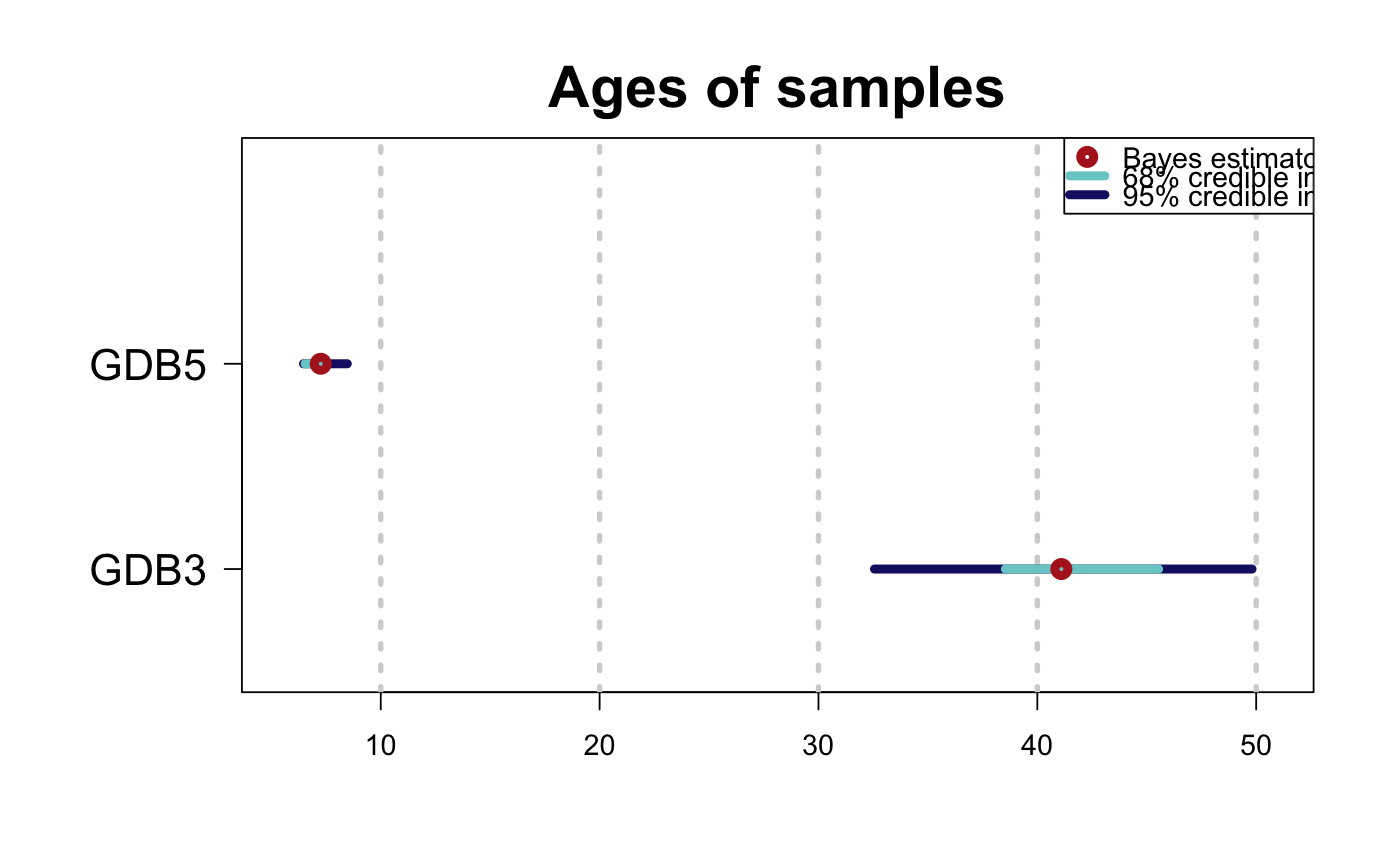 Ages of samples
Bayes estimato
68% credible in
95% credible in
GDB5
GDB3
10 20 30 40 50